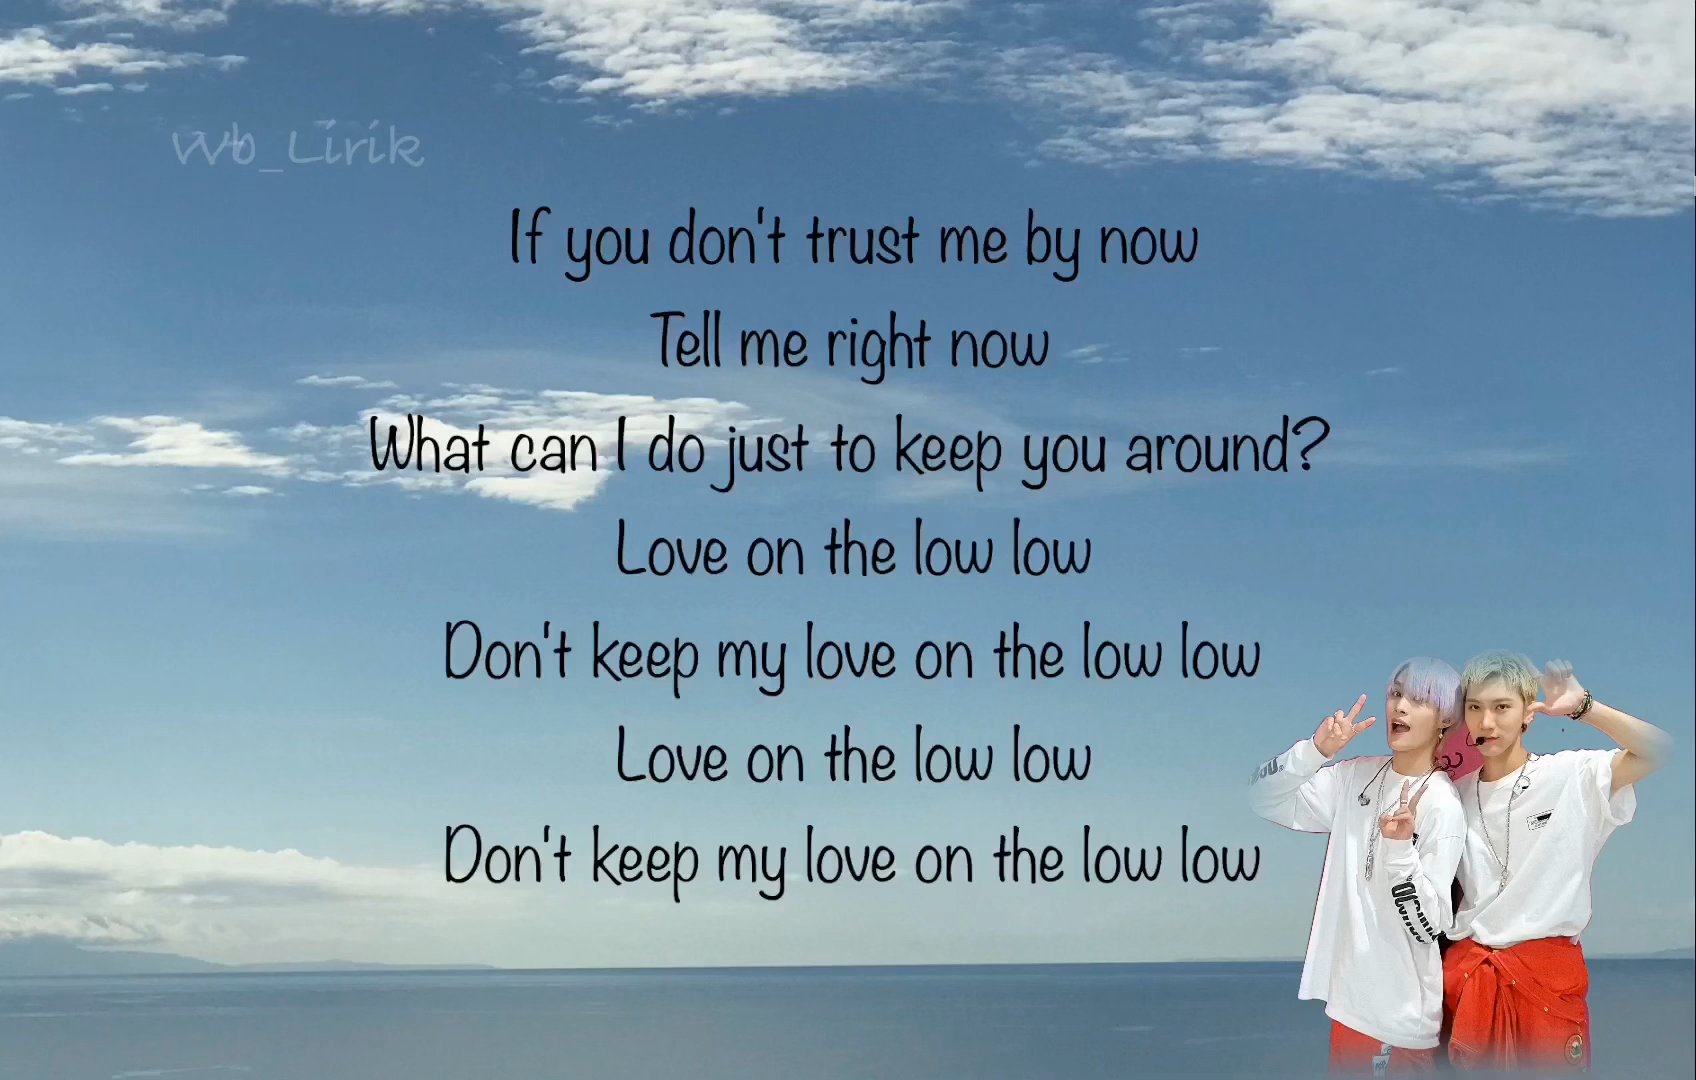 Wb_Lirik
If you don't trust me by now
Tell me right now
What can I do just to keep you around?
Love on the low low
Don't keep my love on the low low
Love on the low low
Don't keep my love on the low low